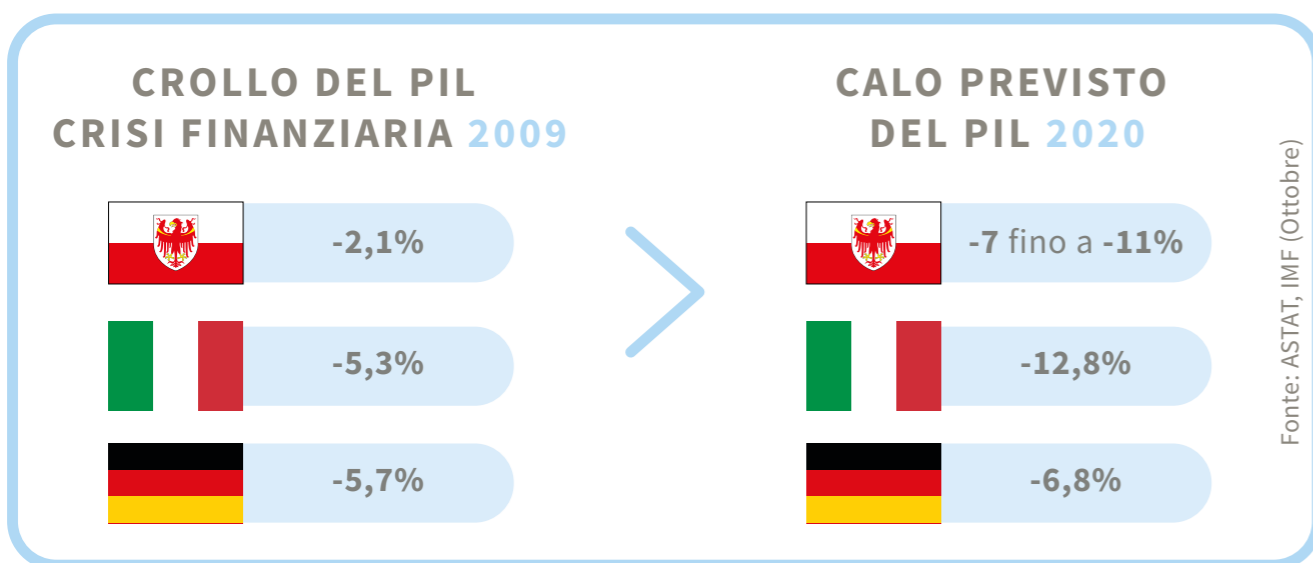 CROLLO DEL PIL
CRISI FINANZIARIA 2009
-2,1%
-5,3%
-5,7%
CALO PREVISTO
DEL PIL 2020
-7 fino a -11%
-12,8%
-6,8%
Fonte: ASTAT, IMF (Ottobre)